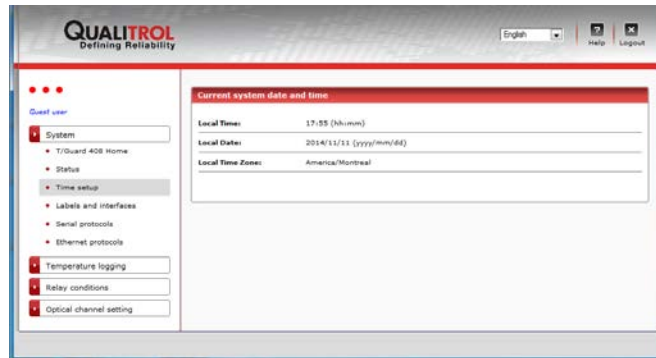 QUALITROL
Defining Reliability
English
Help
Logout
Guest user
System
T/Guard 408 Home
Status
Time setup
Labels and interfaces
Serial protocols
Ethernet protocols
Temperature logging
Relay conditions
Optical channel setting
Current system date and time
Local Time: 17:55 (hh:mm)
Local Date: 2014/11/11 (yyyy/mm/dd)
Local Time Zone: America/Montreal